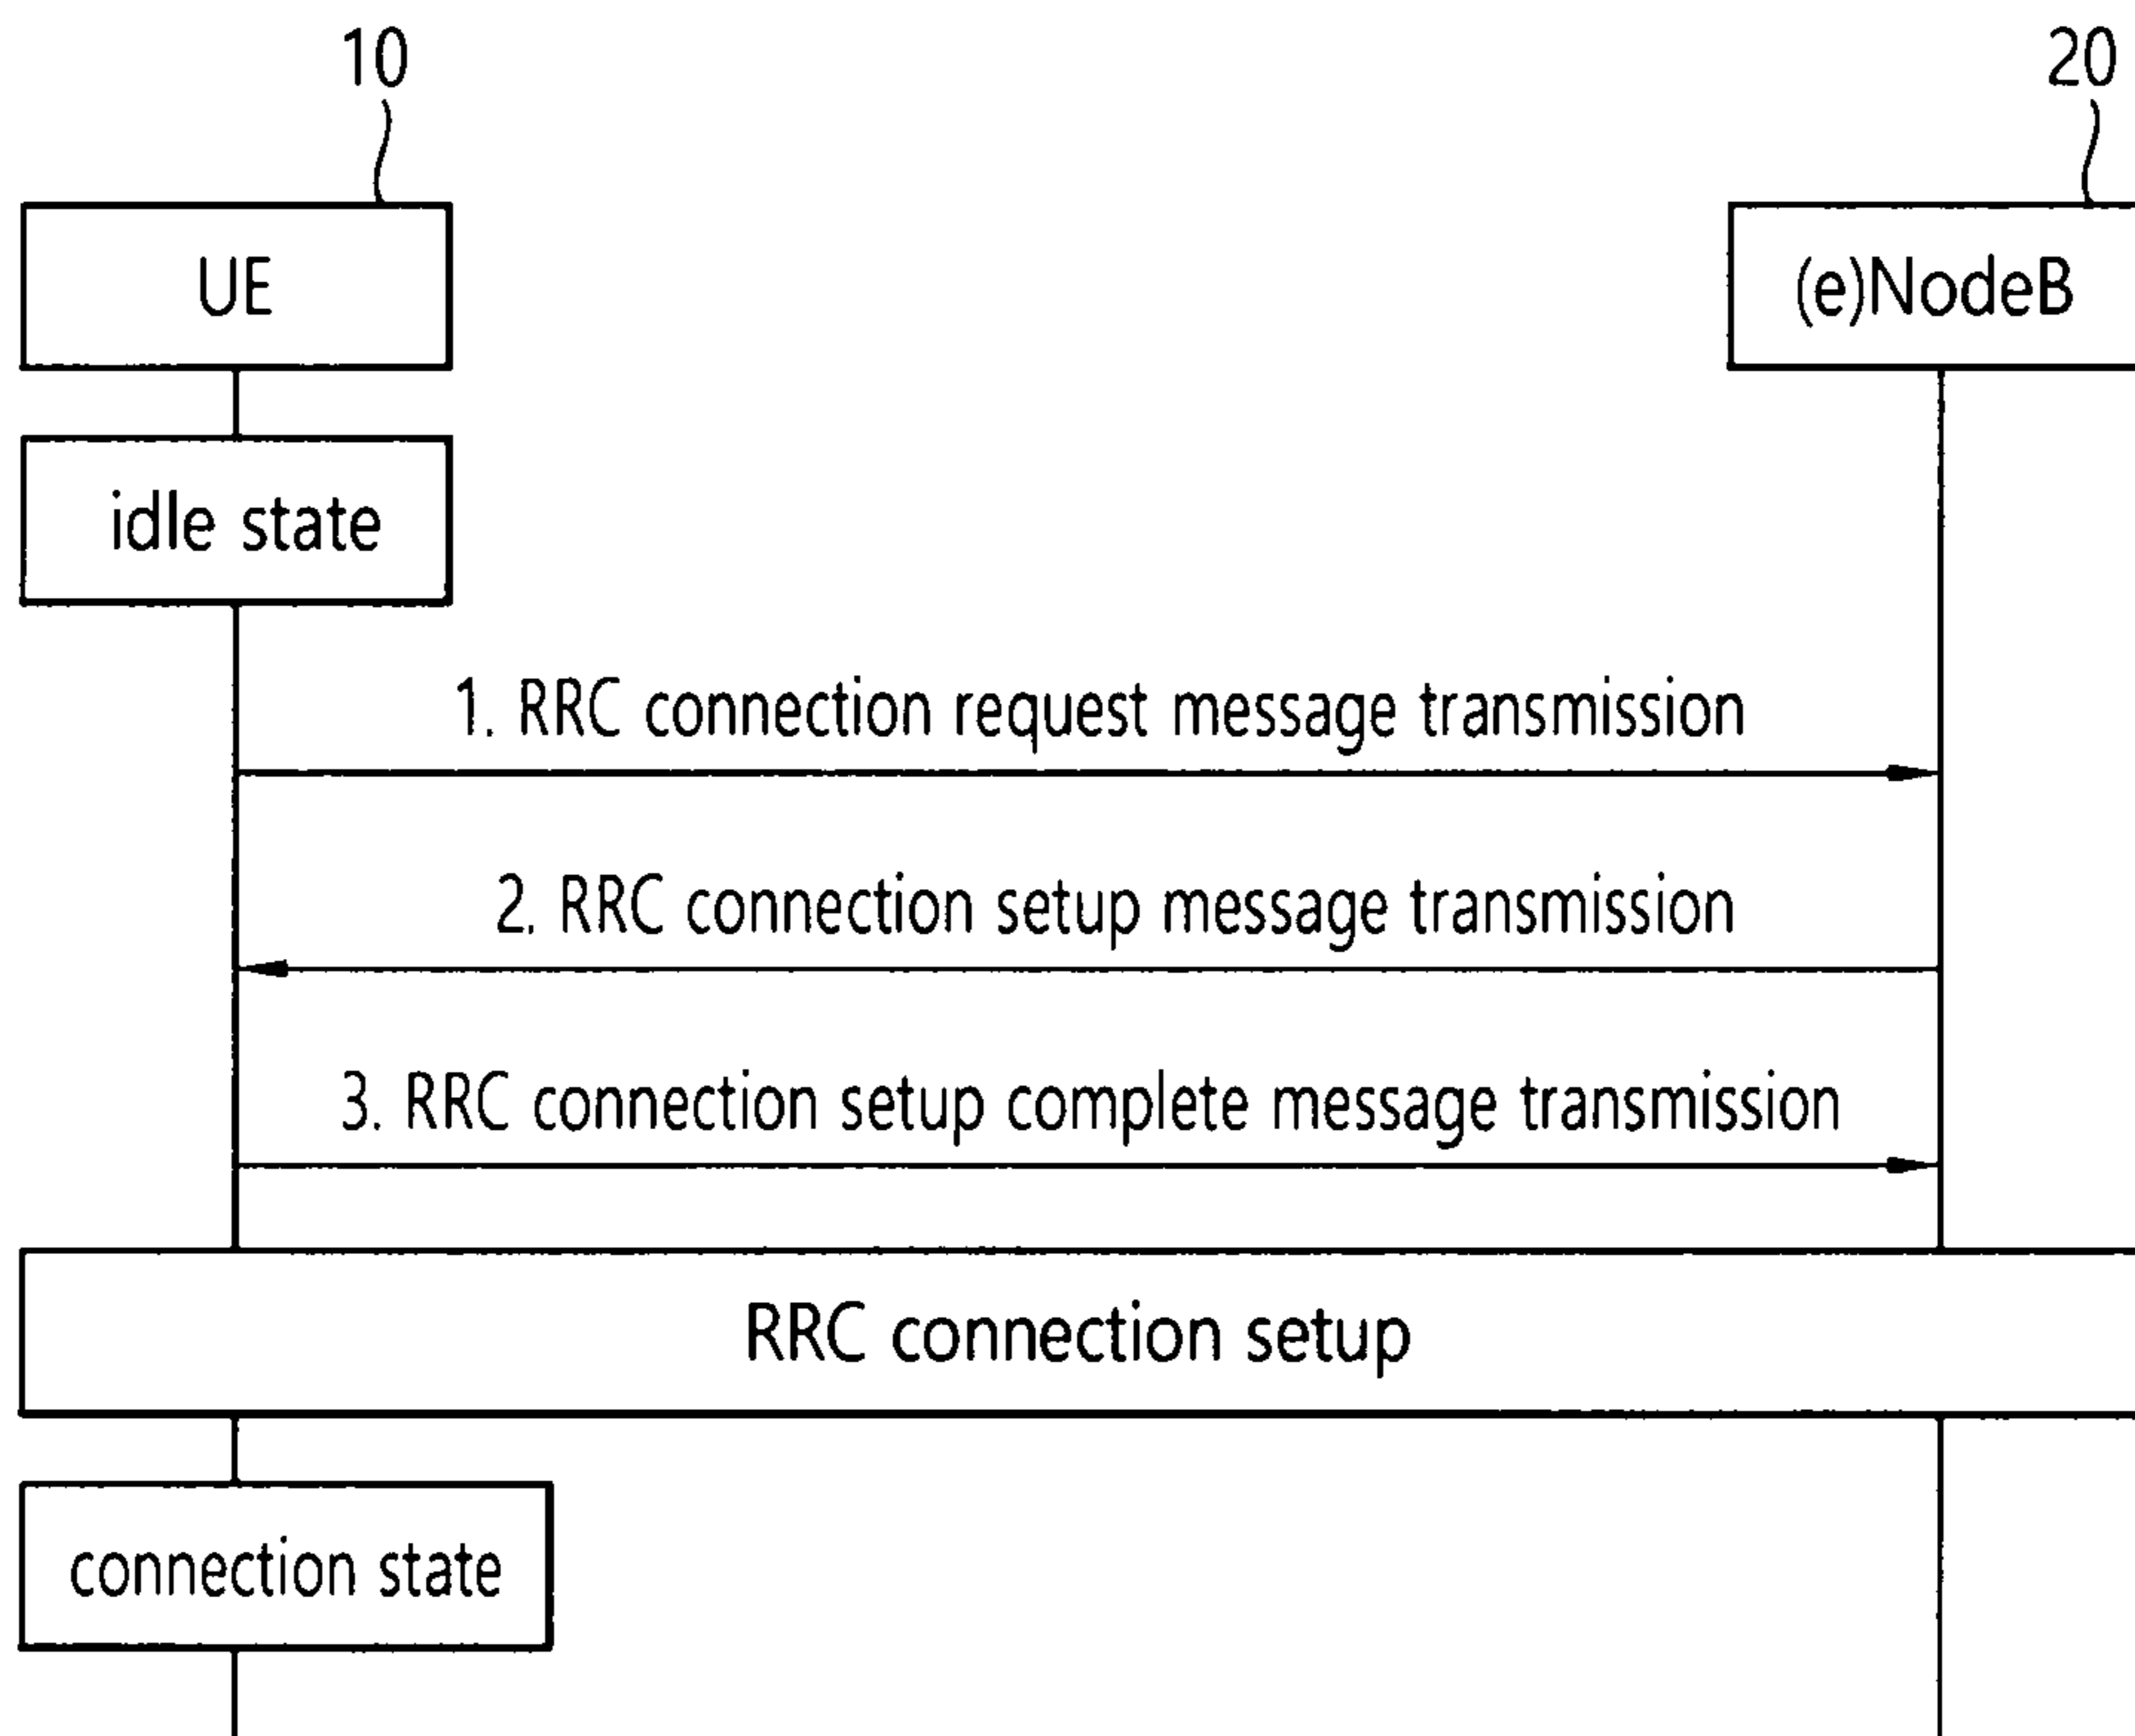 10
20
UE
(e)NodeB
idle state
1. RRC connection request message transmission
2. RRC connection setup message transmission
3. RRC connection setup complete message transmission
RRC connection setup
connection state